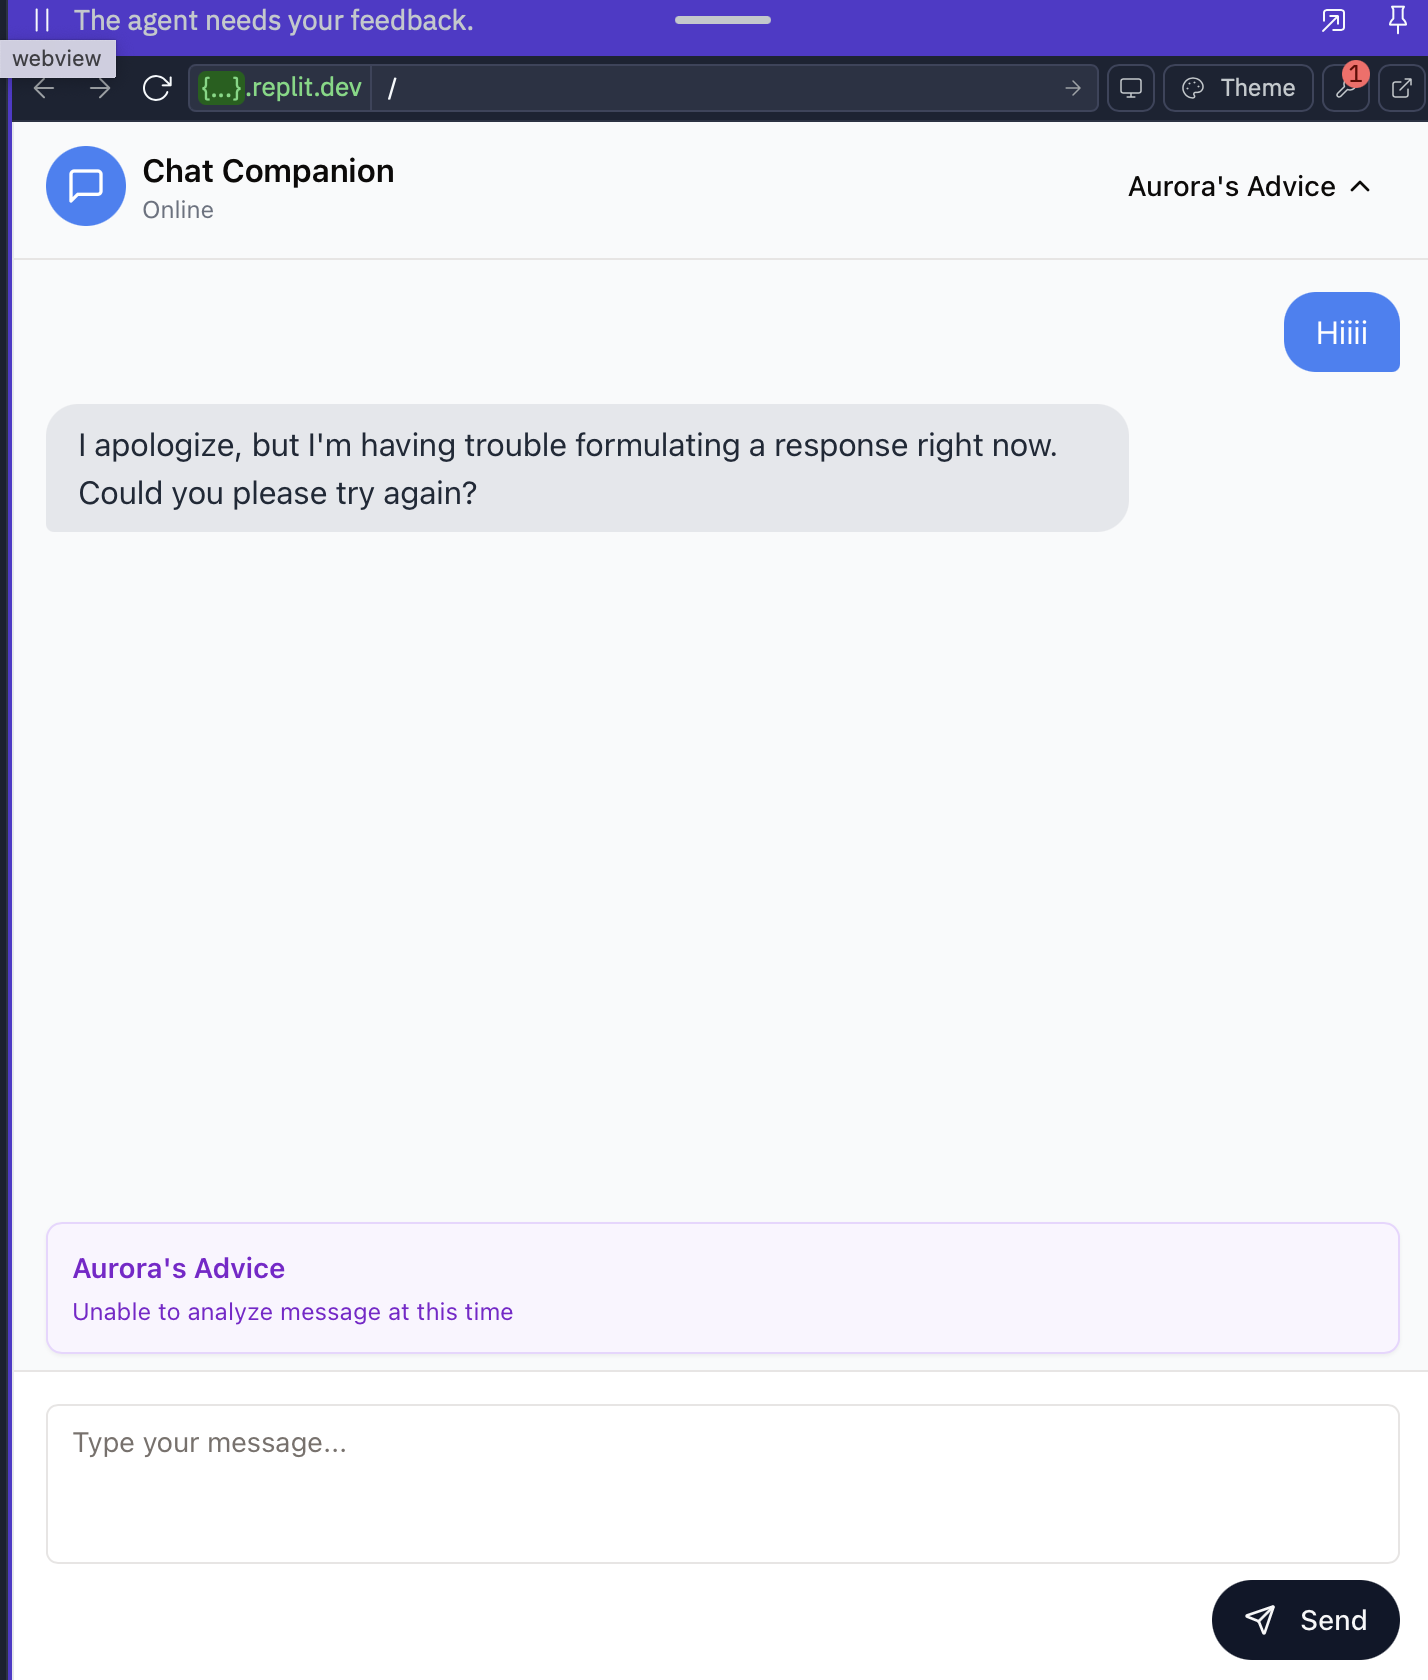 The agent needs your feedback.
webview
{...}.replit.dev /
Theme
1
Chat Companion
Online
Aurora's Advice
Hiiii
I apologize, but I'm having trouble formulating a response right now.
Could you please try again?
Aurora's Advice
Unable to analyze message at this time
Type your message...
Send